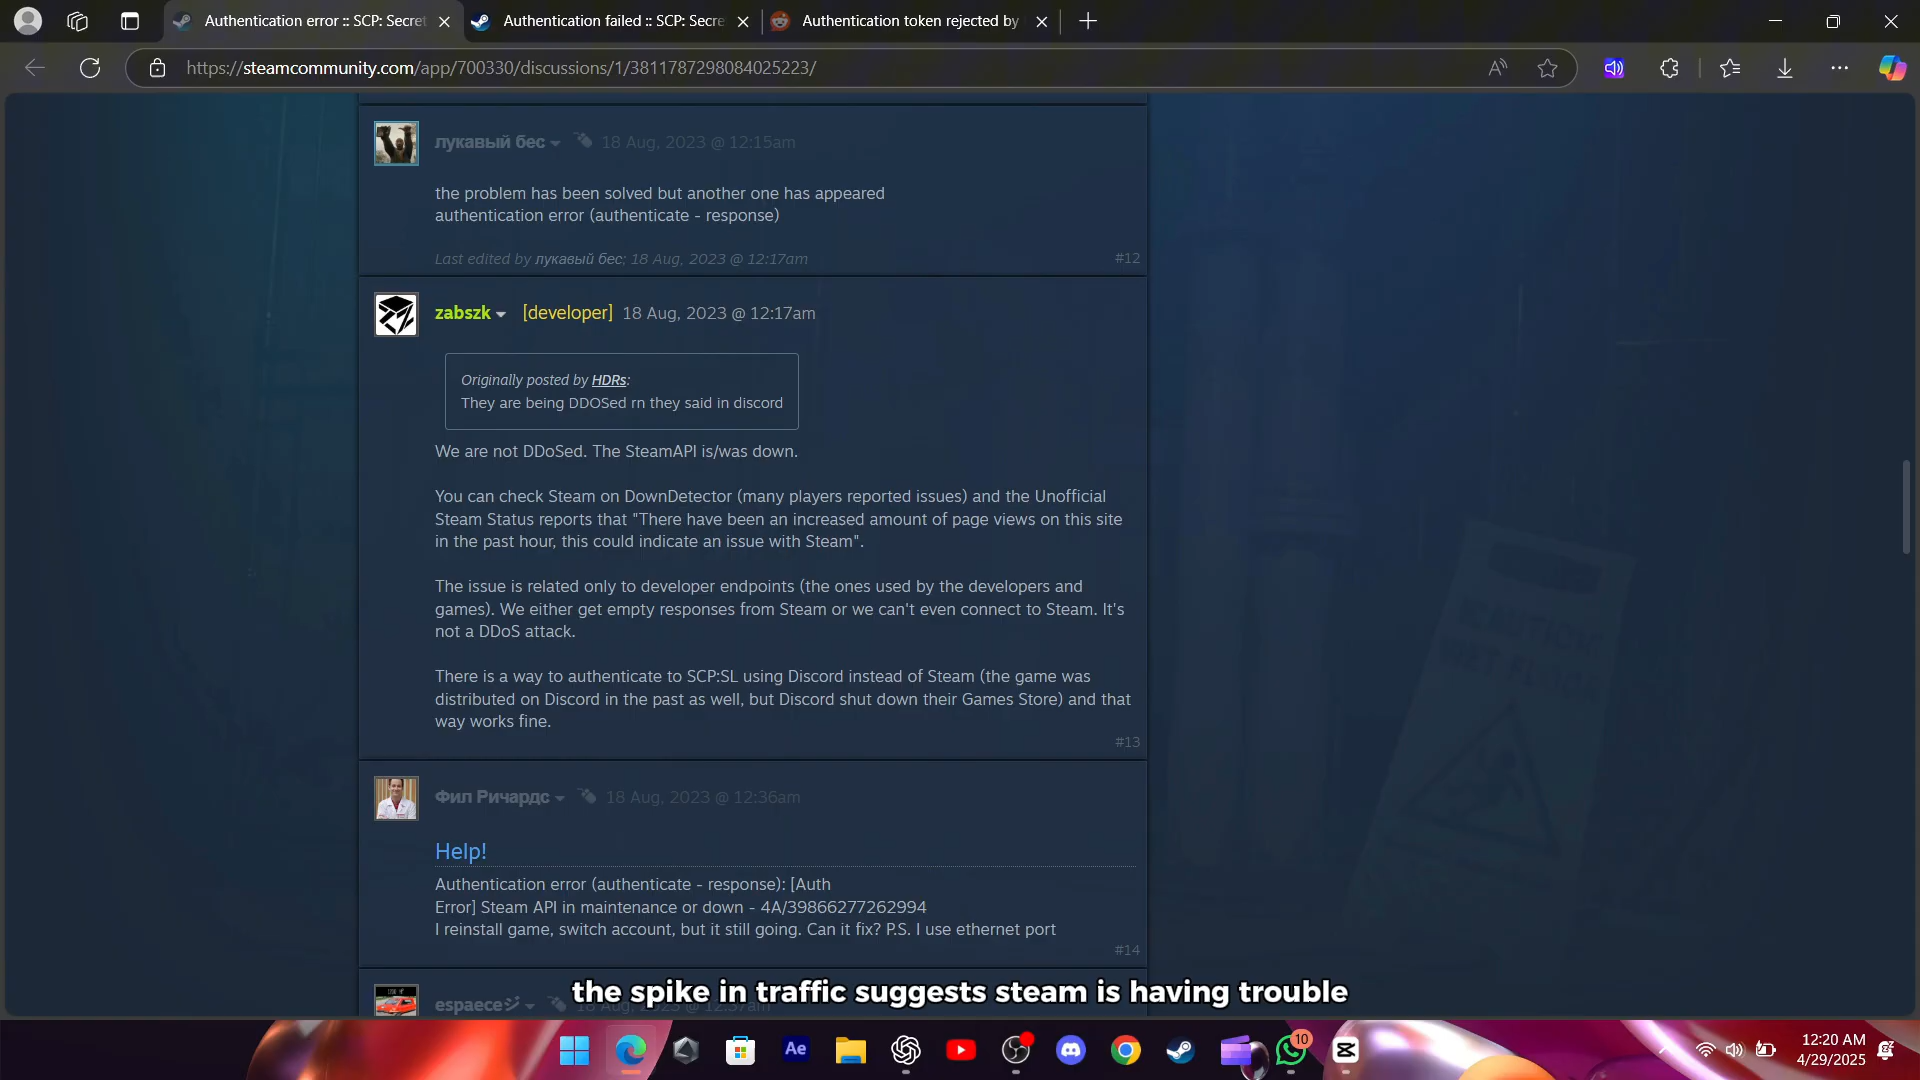 Authentication error :: SCP: Secret
Authentication failed :: SCP: Secre
Authentication token rejected by
https://steamcommunity.com/app/700330/discussions/1/3811787298084025223/
лукавый бес 18 Aug, 2023 @ 12:15am
the problem has been solved but another one has appeared
authentication error (authenticate - response)
Last edited by лукавый бес; 18 Aug, 2023 @ 12:17am
#12
zabszk [developer] 18 Aug, 2023 @ 12:17am
Originally posted by HDRs:
They are being DDOSed rn they said in discord
We are not DDoSed. The SteamAPI is/was down.
You can check Steam on DownDetector (many players reported issues) and the Unofficial
Steam Status reports that "There have been an increased amount of page views on this site
in the past hour, this could indicate an issue with Steam".
The issue is related only to developer endpoints (the ones used by the developers and
games). We either get empty responses from Steam or we can't even connect to Steam. It's
not a DDoS attack.
There is a way to authenticate to SCP:SL using Discord instead of Steam (the game was
distributed on Discord in the past as well, but Discord shut down their Games Store) and that
way works fine.
#13
Фил Ричардс 18 Aug, 2023 @ 12:36am
Help!
Authentication error (authenticate - response): [Auth
Error] Steam API in maintenance or down - 4A/39866277262994
I reinstall game, switch account, but it still going. Can it fix? P.S. I use ethernet port
#14
the spike in traffic suggests steam is having trouble
espaeceジ
Ae
10
12:20 AM
4/29/2025